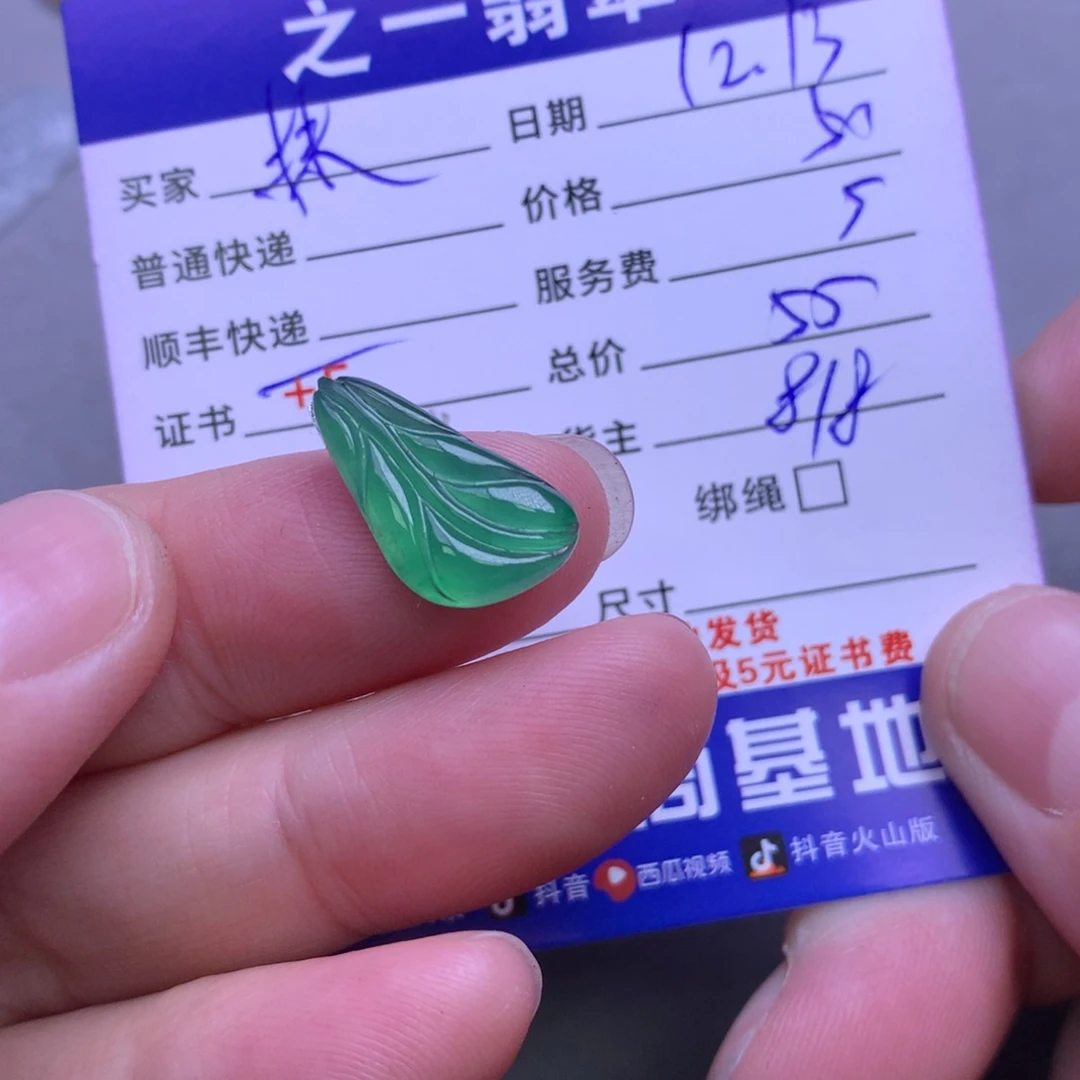 之一翡翠
买家 日期 12.13
普通快递 价格 50
顺丰快递 服务费 5
证书 +5 总价 55
货主 818
绑绳
尺寸
发货
及5元证书费
基地
抖音 西瓜视频 抖音火山版